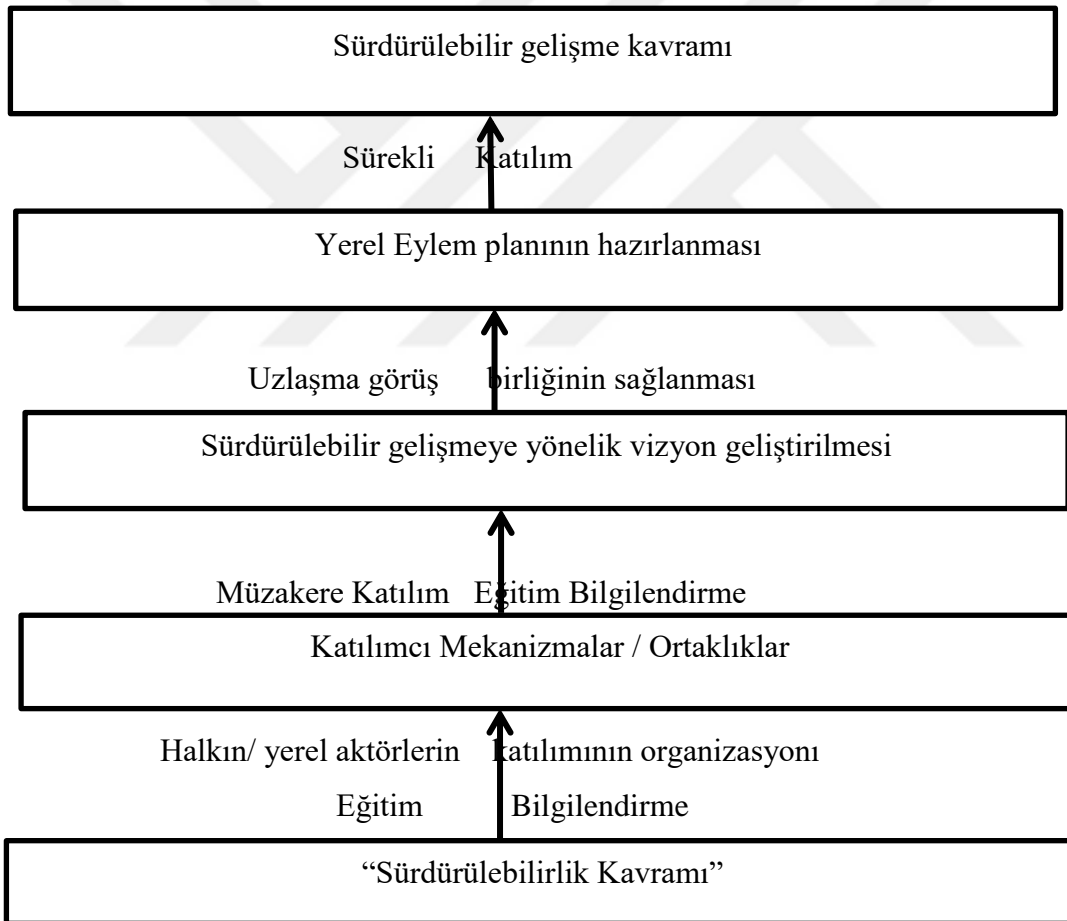 Sürdürülebilir gelişme kavramı
Sürekli Katılım
Yerel Eylem planının hazırlanması
Uzlaşma görüş birliğinin sağlanması
Sürdürülebilir gelişmeye yönelik vizyon geliştirilmesi
Müzakere Katılım Eğitim Bilgilendirme
Katılımcı Mekanizmalar / Ortaklıklar
Halkın/ yerel aktörlerin katılımının organizasyonı
Eğitim Bilgilendirme
“Sürdürülebilirlik Kavramı”